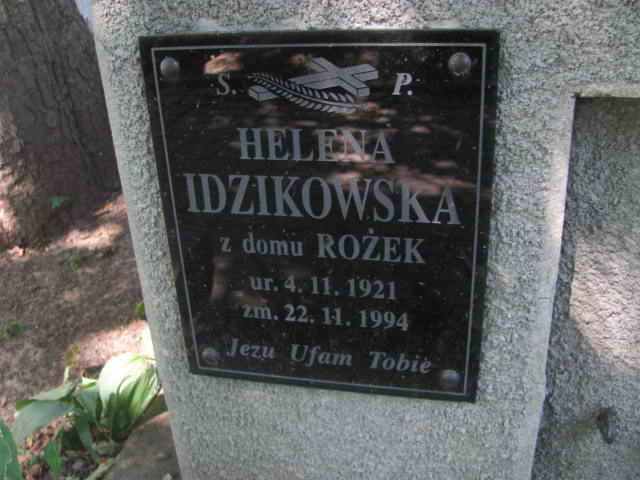 S. P.
HELENA
IDZIKOWSKA
z domu ROŻEK
ur. 4. 11. 1921
zm. 22. 11. 1994
Jezu Ufam Tobie